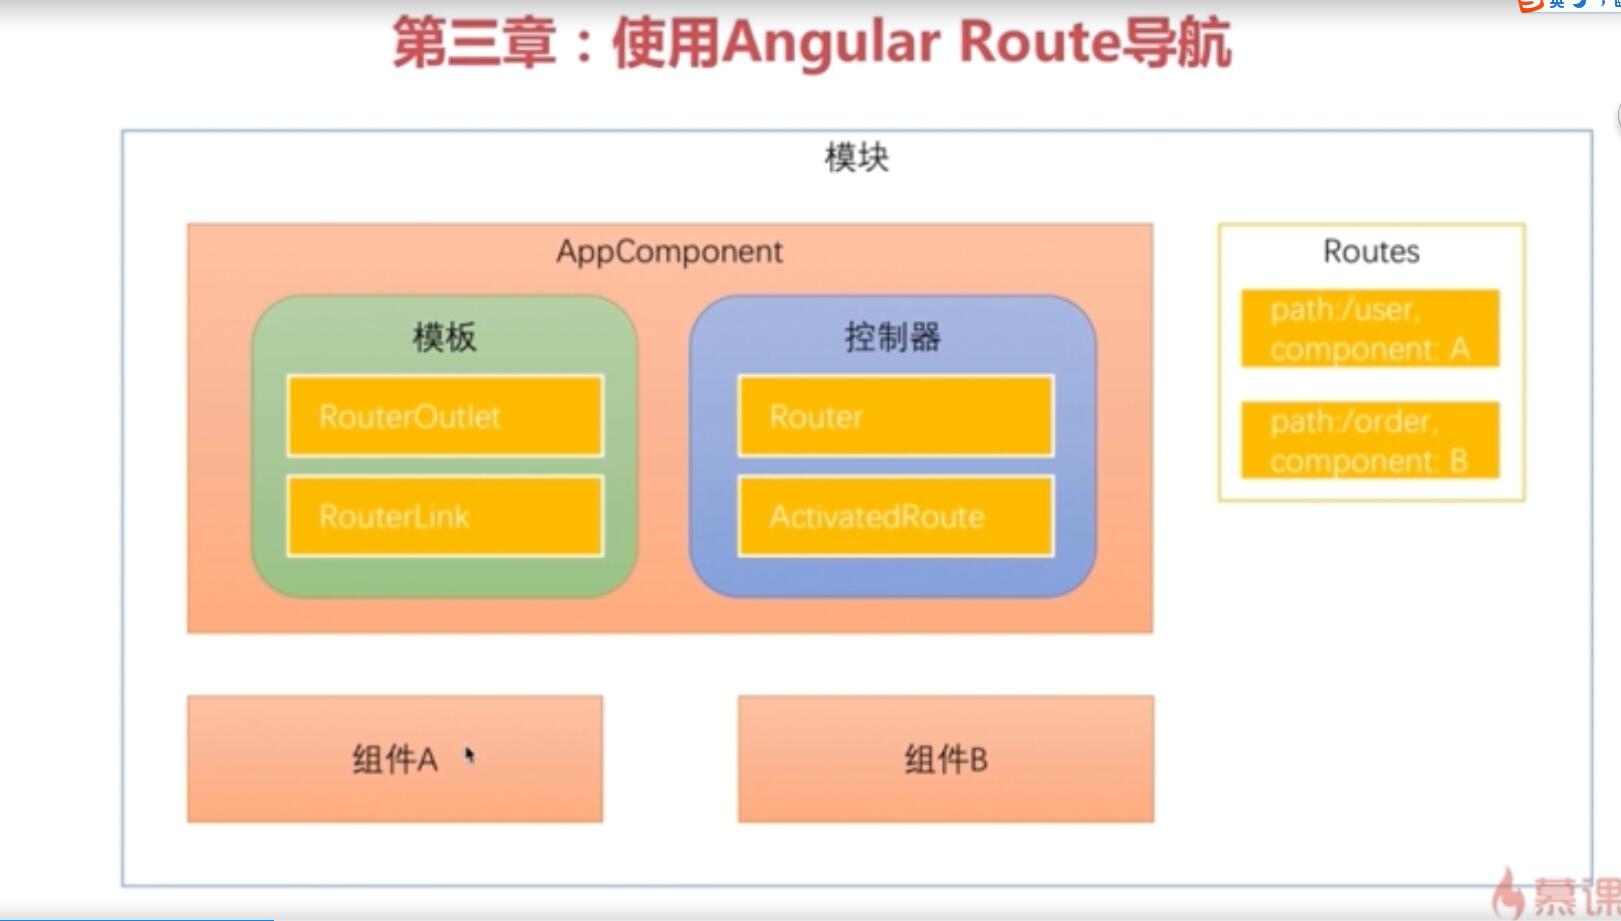 第三章：使用Angular Route导航
模块
AppComponent
模板
RouterOutlet
RouterLink
控制器
Router
ActivatedRoute
Routes
path:/user,
component: A
path:/order,
component: B
组件A
组件B
慕课
英